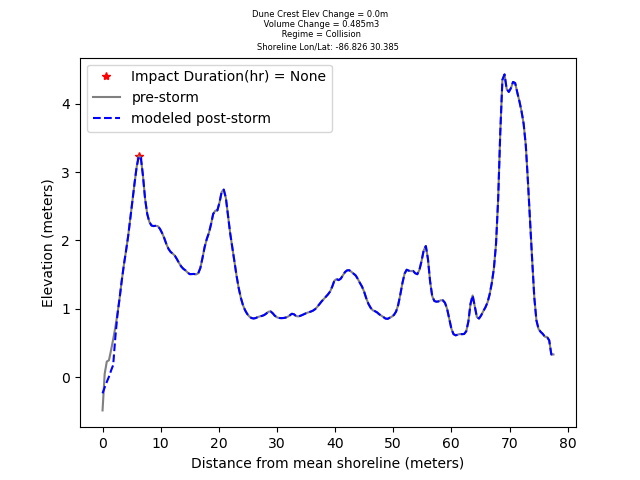 Dune Crest Elev Change = 0.0m
Volume Change = 0.485m3
Regime = Collision
Shoreline Lon/Lat: -86.826 30.385
Impact Duration(hr) = None
pre-storm
modeled post-storm
Elevation (meters)
4
3
2
1
0
0 10 20 30 40 50 60 70 80
Distance from mean shoreline (meters)